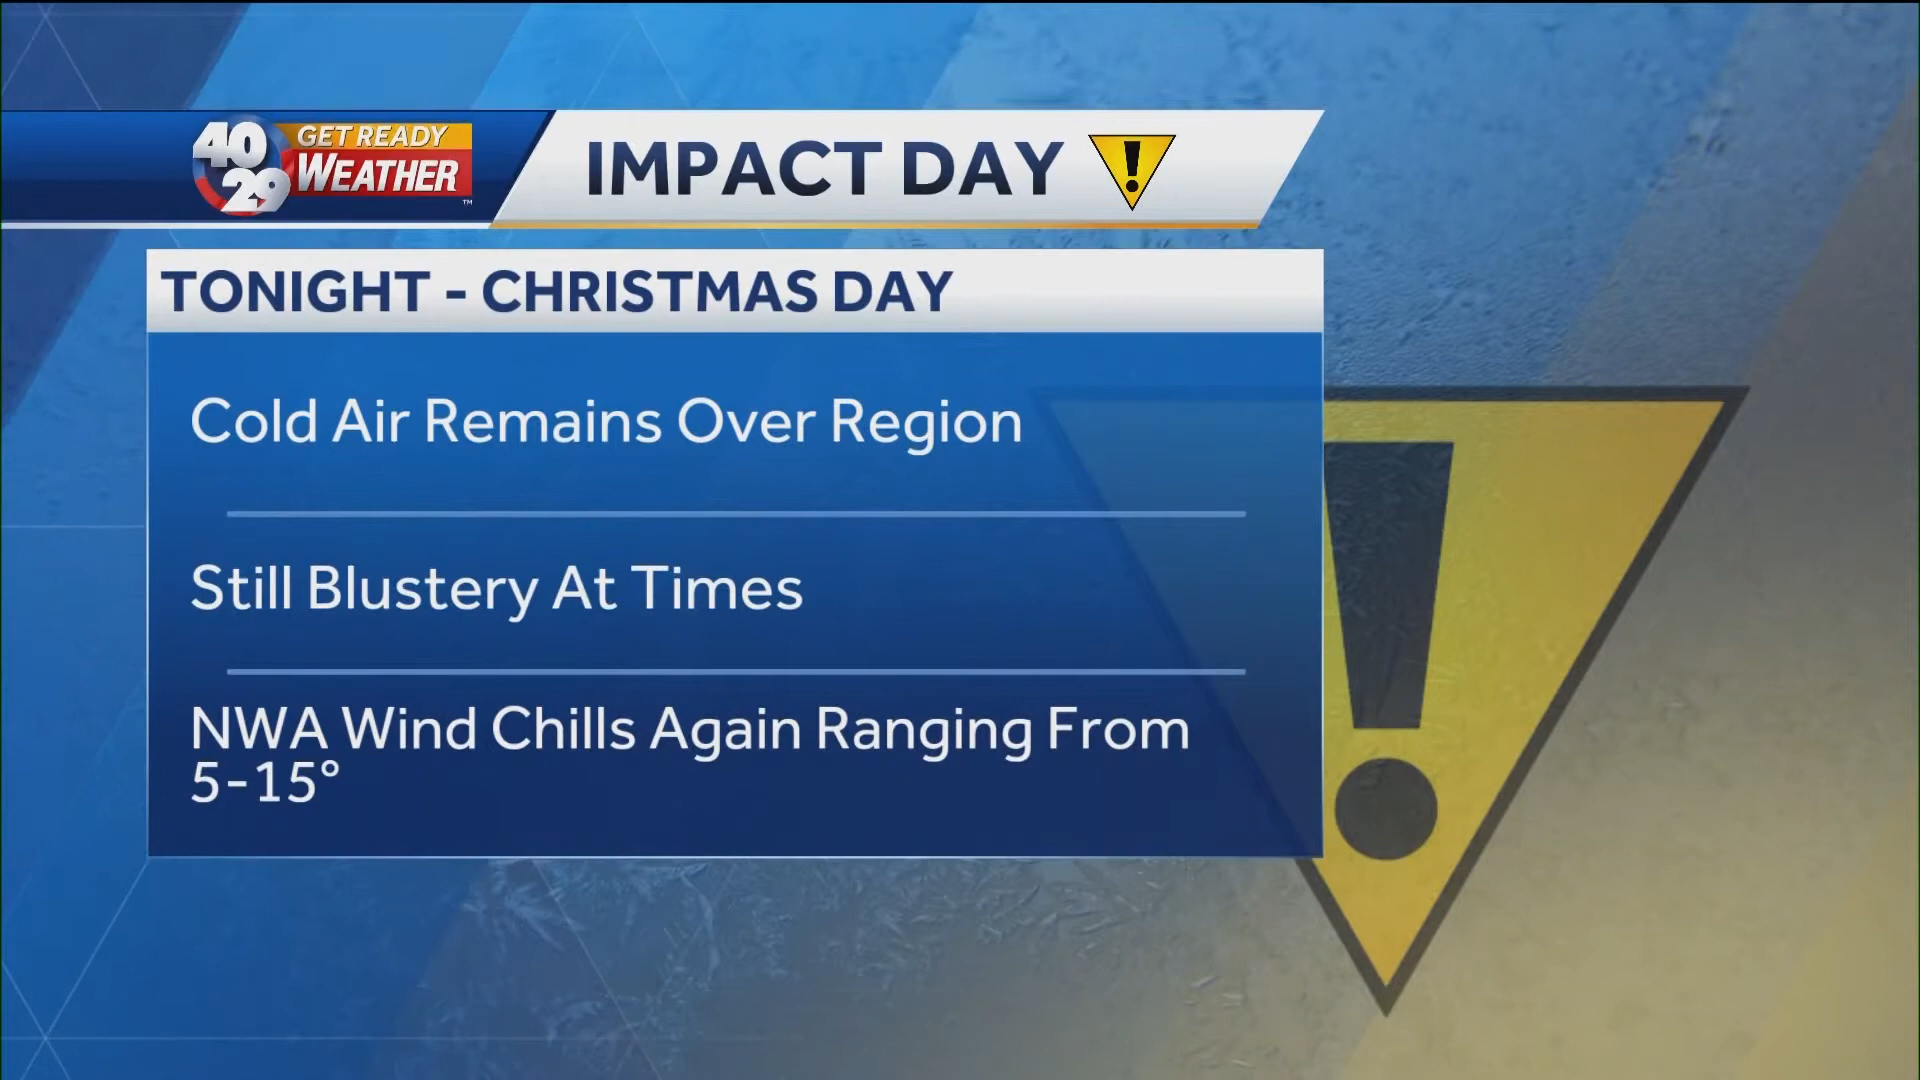 40
29
GET READY
WEATHER™
IMPACT DAY
TONIGHT - CHRISTMAS DAY
Cold Air Remains Over Region
Still Blustery At Times
NWA Wind Chills Again Ranging From
5-15°